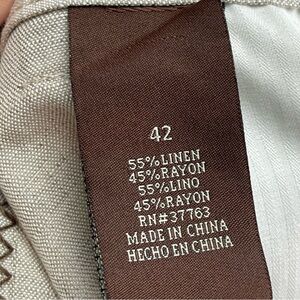 42
55%LINEN
45%RAYON
55%LINO
45%RAYON
RN#37763
MADE IN CHINA
HECHO EN CHINA